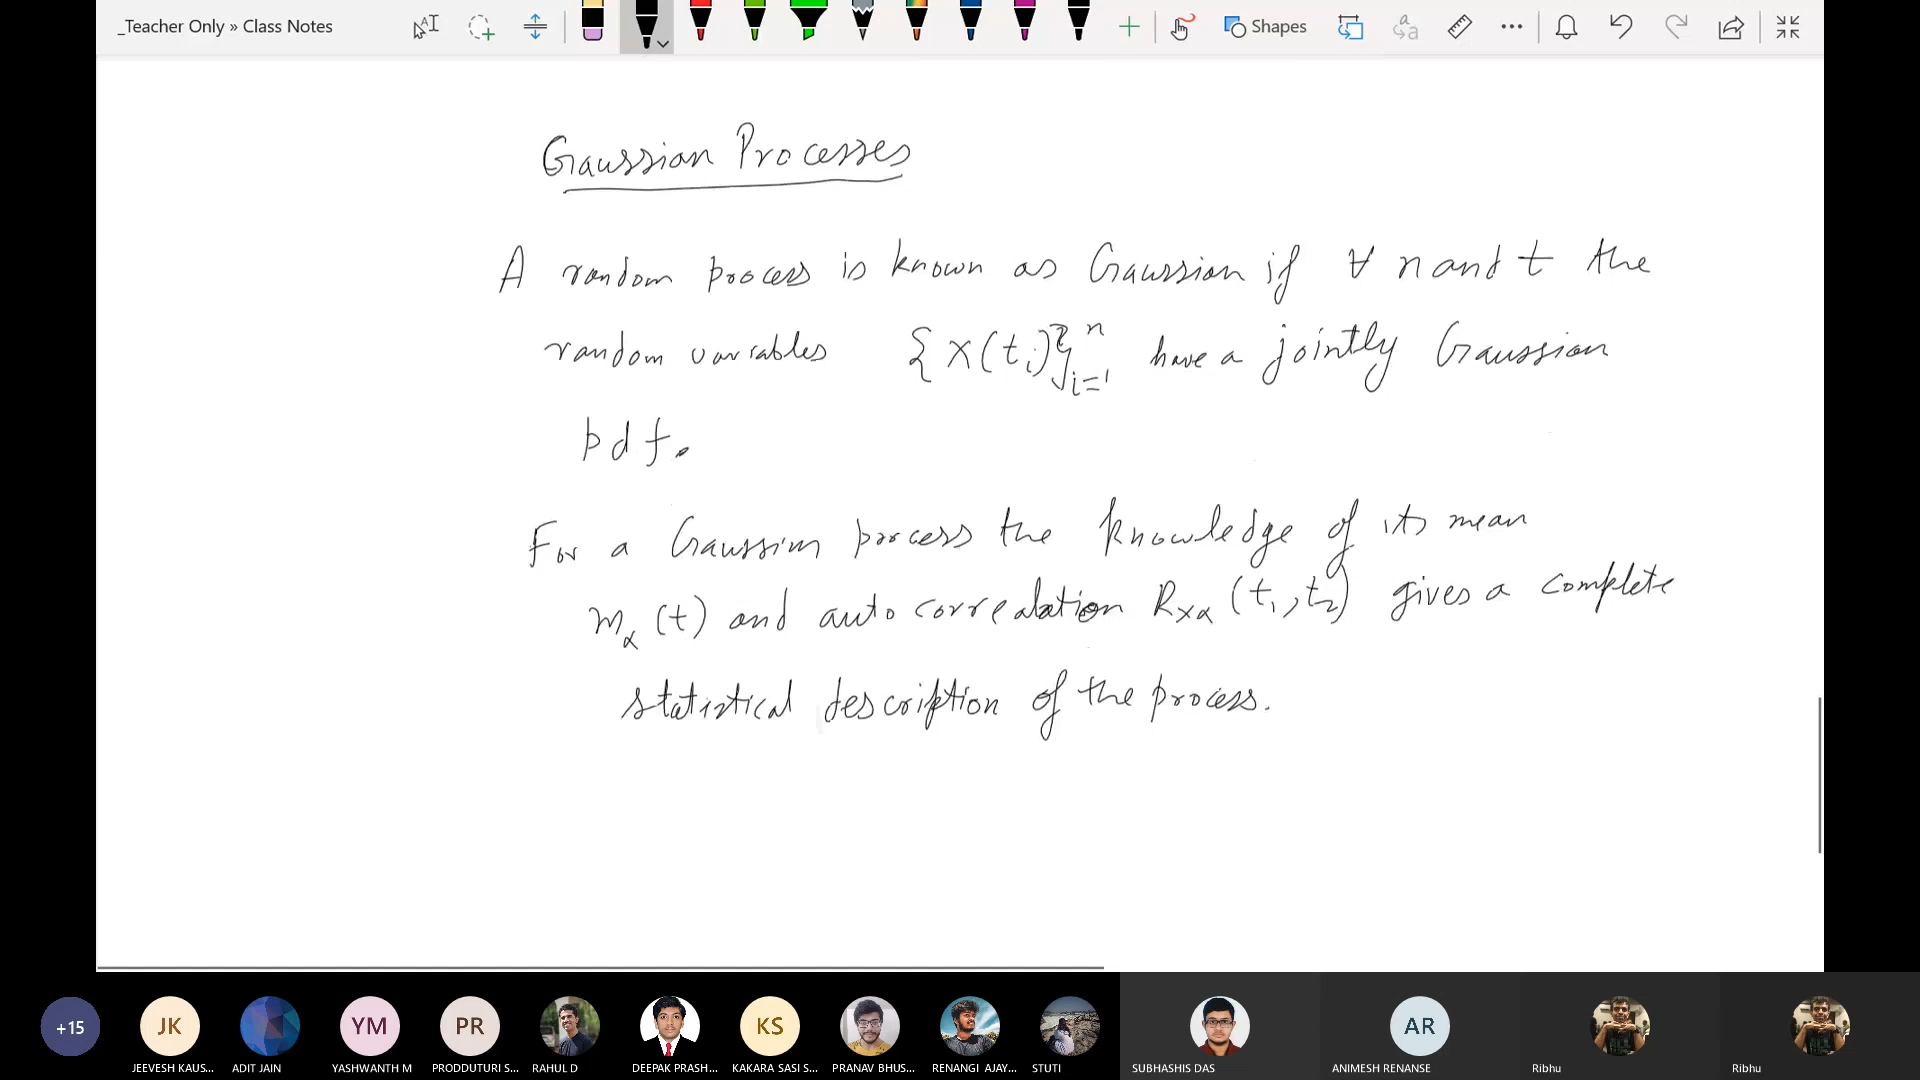 _Teacher Only » Class Notes
Shapes
Gaussian Processes
A random process is known as Gaussian if ∀ n and t the
random variables {X(ti)}ⁿi=1 have a jointly Gaussian
pdf.
For a Gaussian process the knowledge of its mean
mx(t) and auto correalation Rxx(t1,t2) gives a complete
statistical description of the process.
+15
JK
YM
PR
KS
AR
JEEVESH KAUS...
ADIT JAIN
YASHWANTH M
PRODDUTURI S...
RAHUL D
DEEPAK PRASH...
KAKARA SASI S...
PRANAV BHUS...
RENANGI AJAY...
STUTI
SUBHASHIS DAS
ANIMESH RENANSE
Ribhu
Ribhu